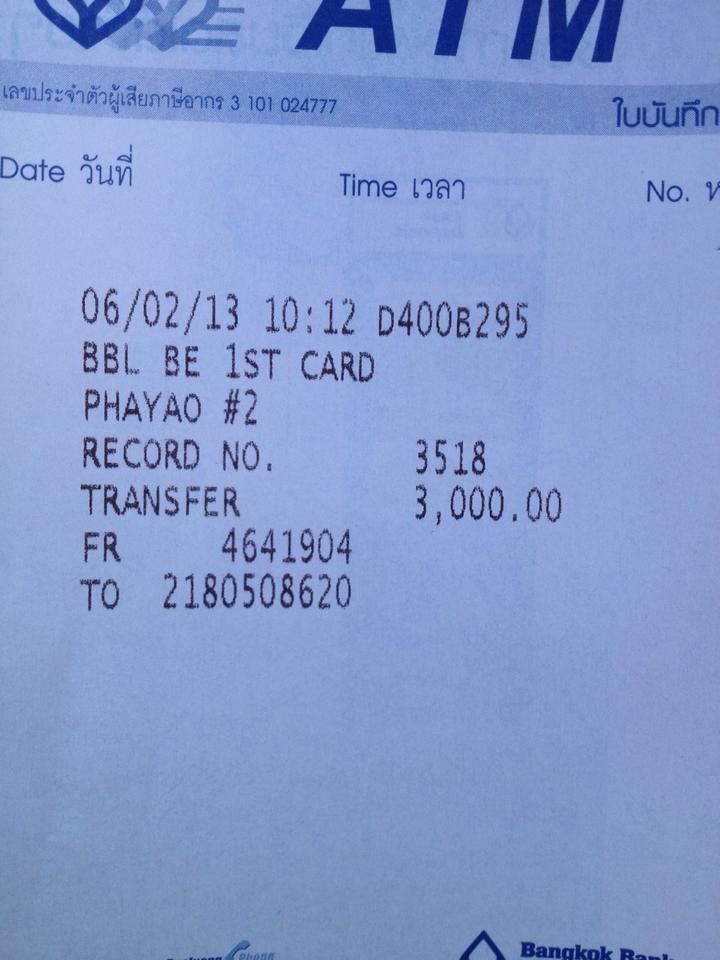 ATM
เลขประจำตัวผู้เสียภาษีอากร 3 101 024777
ใบบันทึก
Date วันที่ Time เวลา No.
06/02/13 10:12 D400B295
BBL BE 1ST CARD
PHAYAO #2
RECORD NO. 3518
TRANSFER 3,000.00
FR 4641904
TO 2180508620
Phone
Bangkok Bank